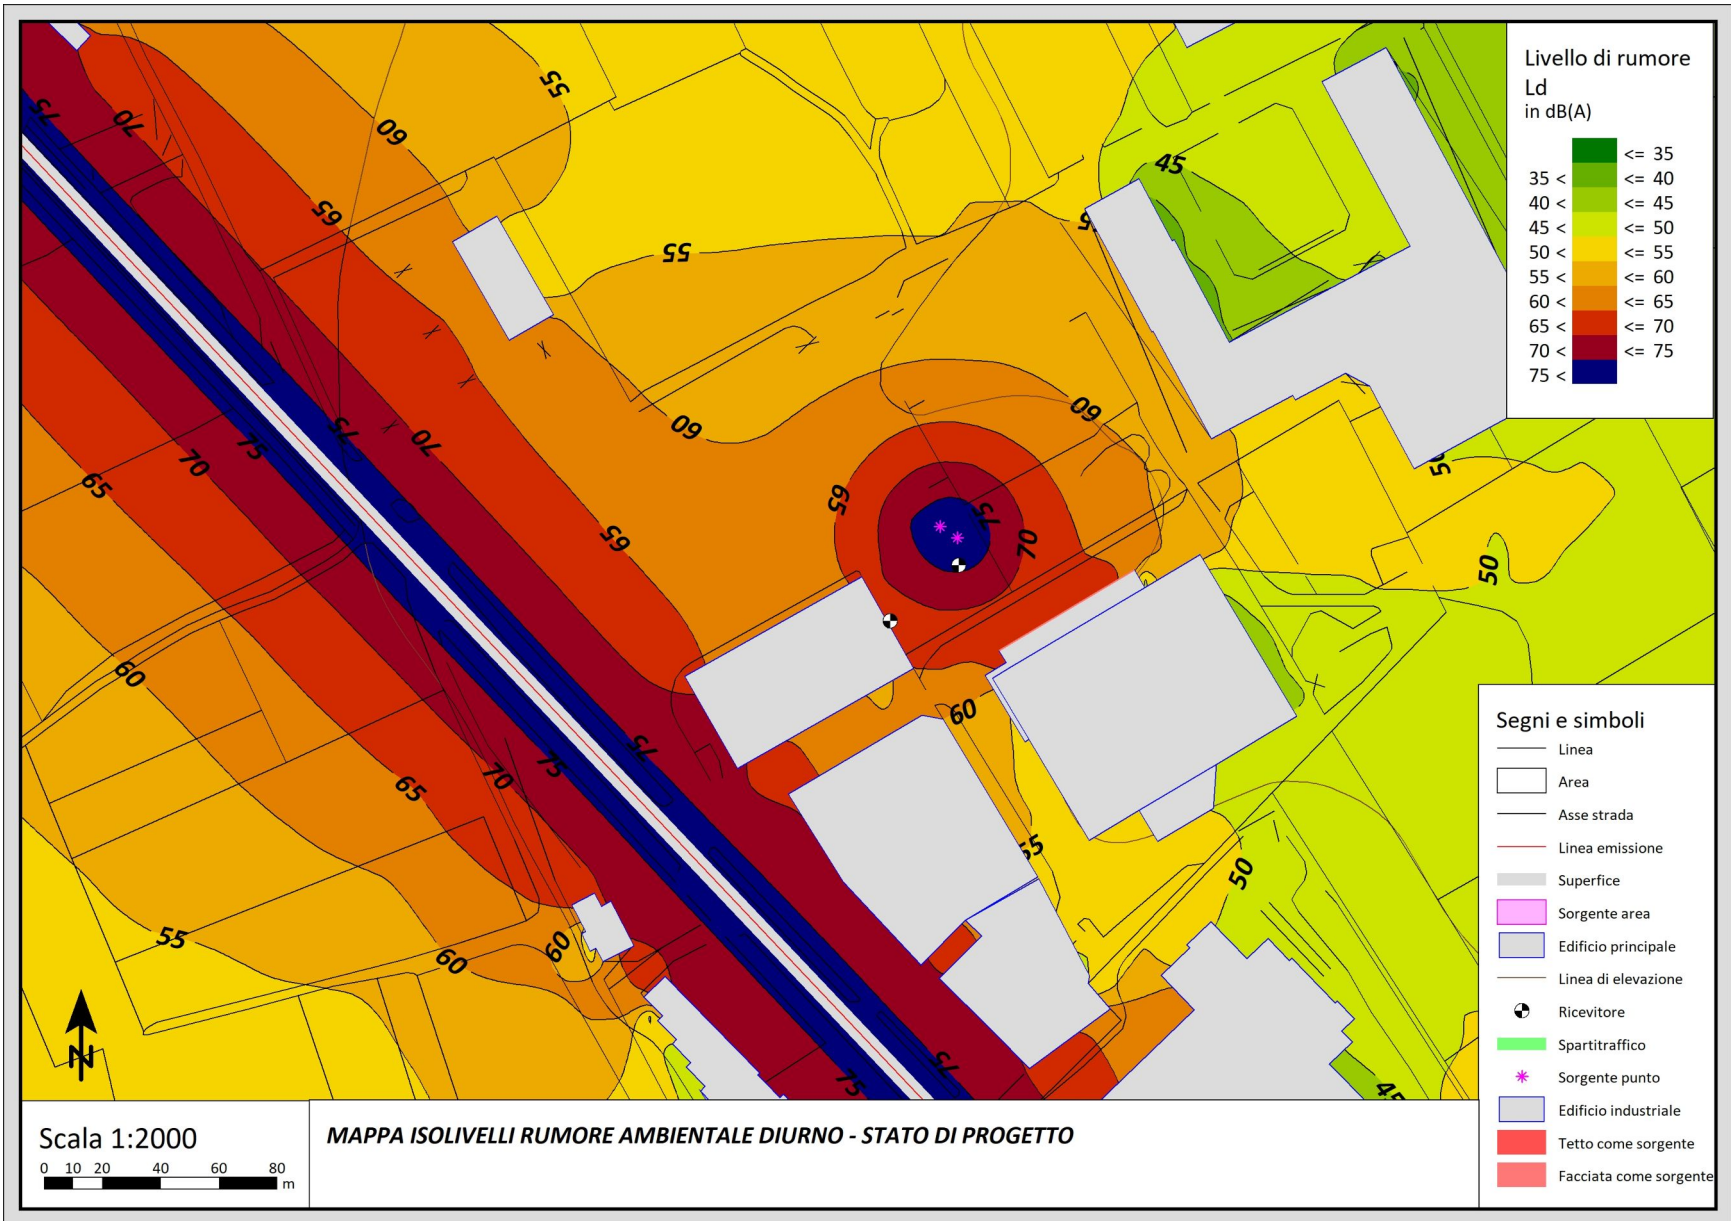 Livello di rumore
Ld
in dB(A)
<= 35
35 < <= 40
40 < <= 45
45 < <= 50
50 < <= 55
55 < <= 60
60 < <= 65
65 < <= 70
70 < <= 75
75 <
75
70
60
55
65
55
45
60
60
65
70
75
75
70
65
65
75
70
50
50
60
60
75
75
70
65
55
50
55
60
60
75
75
45
N
Segni e simboli
Linea
Area
Asse strada
Linea emissione
Superfice
Sorgente area
Edificio principale
Linea di elevazione
Ricevitore
Spartitraffico
Sorgente punto
Edificio industriale
Tetto come sorgente
Facciata come sorgente
Scala 1:2000
0 10 20 40 60 80
m
MAPPA ISOLIVELLI RUMORE AMBIENTALE DIURNO - STATO DI PROGETTO